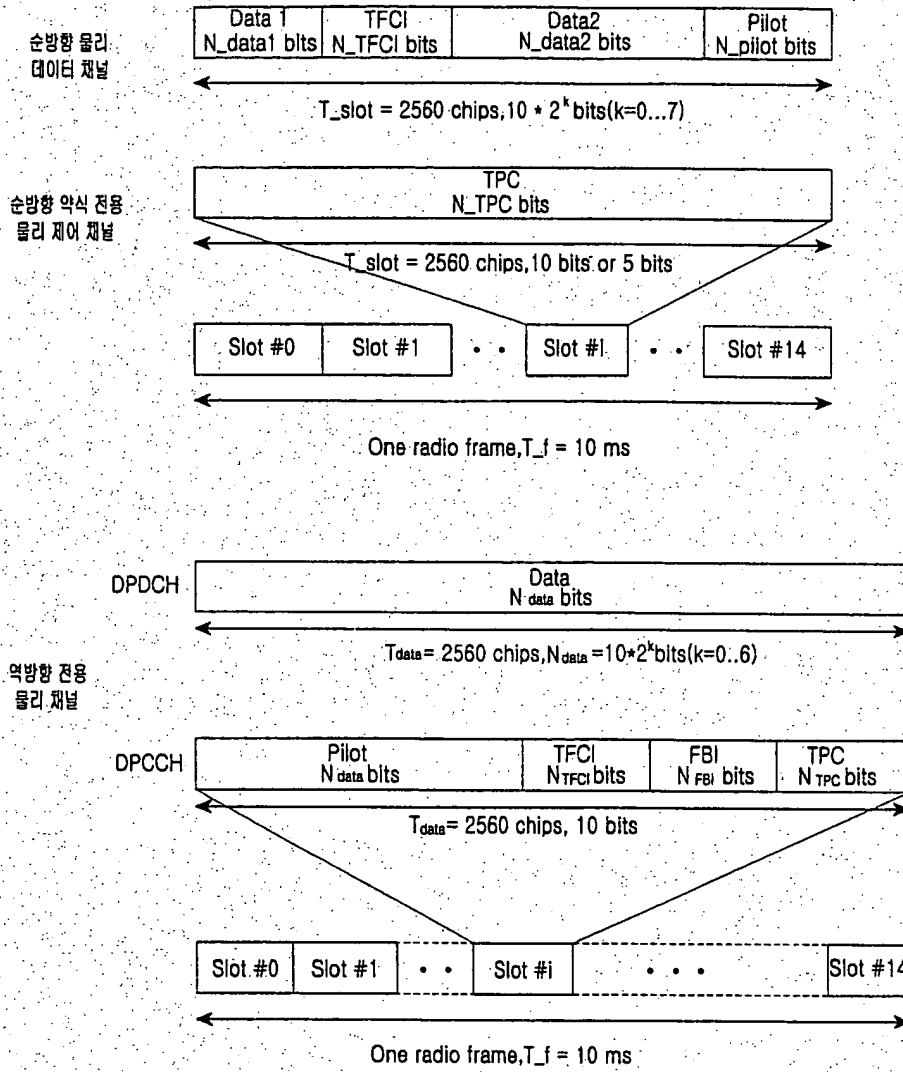 순방향 물리
데이터 채널
Data 1
N_data1 bits
TFCI
N_TFCI bits
Data2
N_data2 bits
Pilot
N_pilot bits
T_slot = 2560 chips,10 * 2^k bits(k=0...7)
순방향 약식 전용
물리 제어 채널
TPC
N_TPC bits
T_slot = 2560 chips,10 bits or 5 bits
Slot #0
Slot #1
Slot #i
Slot #14
One radio frame,T_f = 10 ms
역방향 전용
물리 채널
DPDCH
Data
N data bits
Tdata= 2560 chips,Ndata=10*2^k bits(k=0..6)
DPCCH
Pilot
N data bits
TFCI
NTFCI bits
FBI
N FBI bits
TPC
N TPC bits
Tdata= 2560 chips, 10 bits
Slot #0
Slot #1
Slot #i
Slot #14
One radio frame,T_f = 10 ms